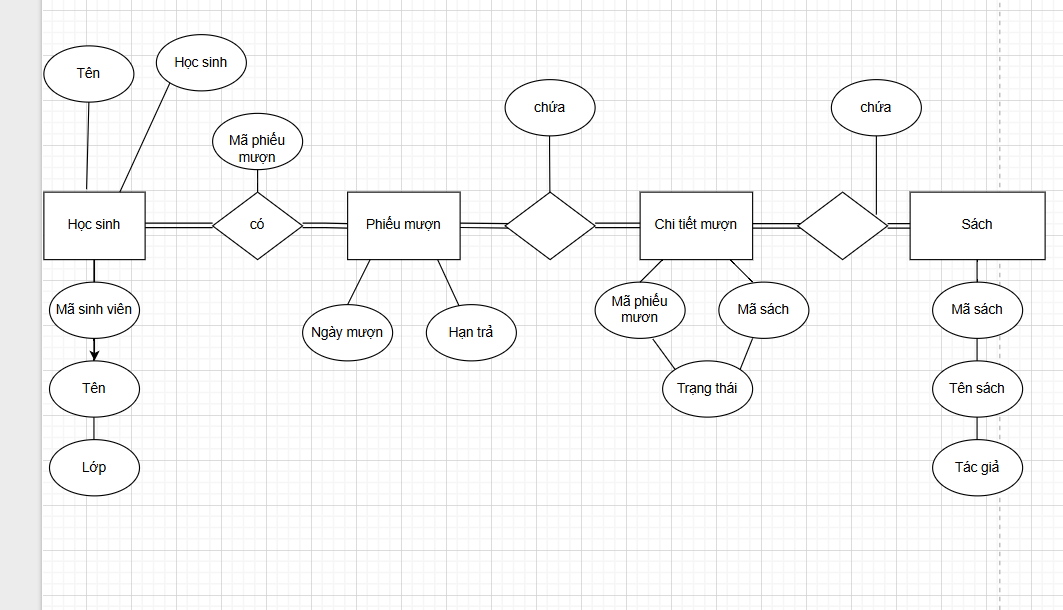 Tên
Học sinh
Mã phiếu
mượn
chứa
chứa
Học sinh
có
Phiếu mượn
Chi tiết mượn
Sách
Mã sinh viên
Ngày mượn
Hạn trả
Mã phiếu
mươn
Mã sách
Mã sách
Tên
Trạng thái
Tên sách
Lớp
Tác giả